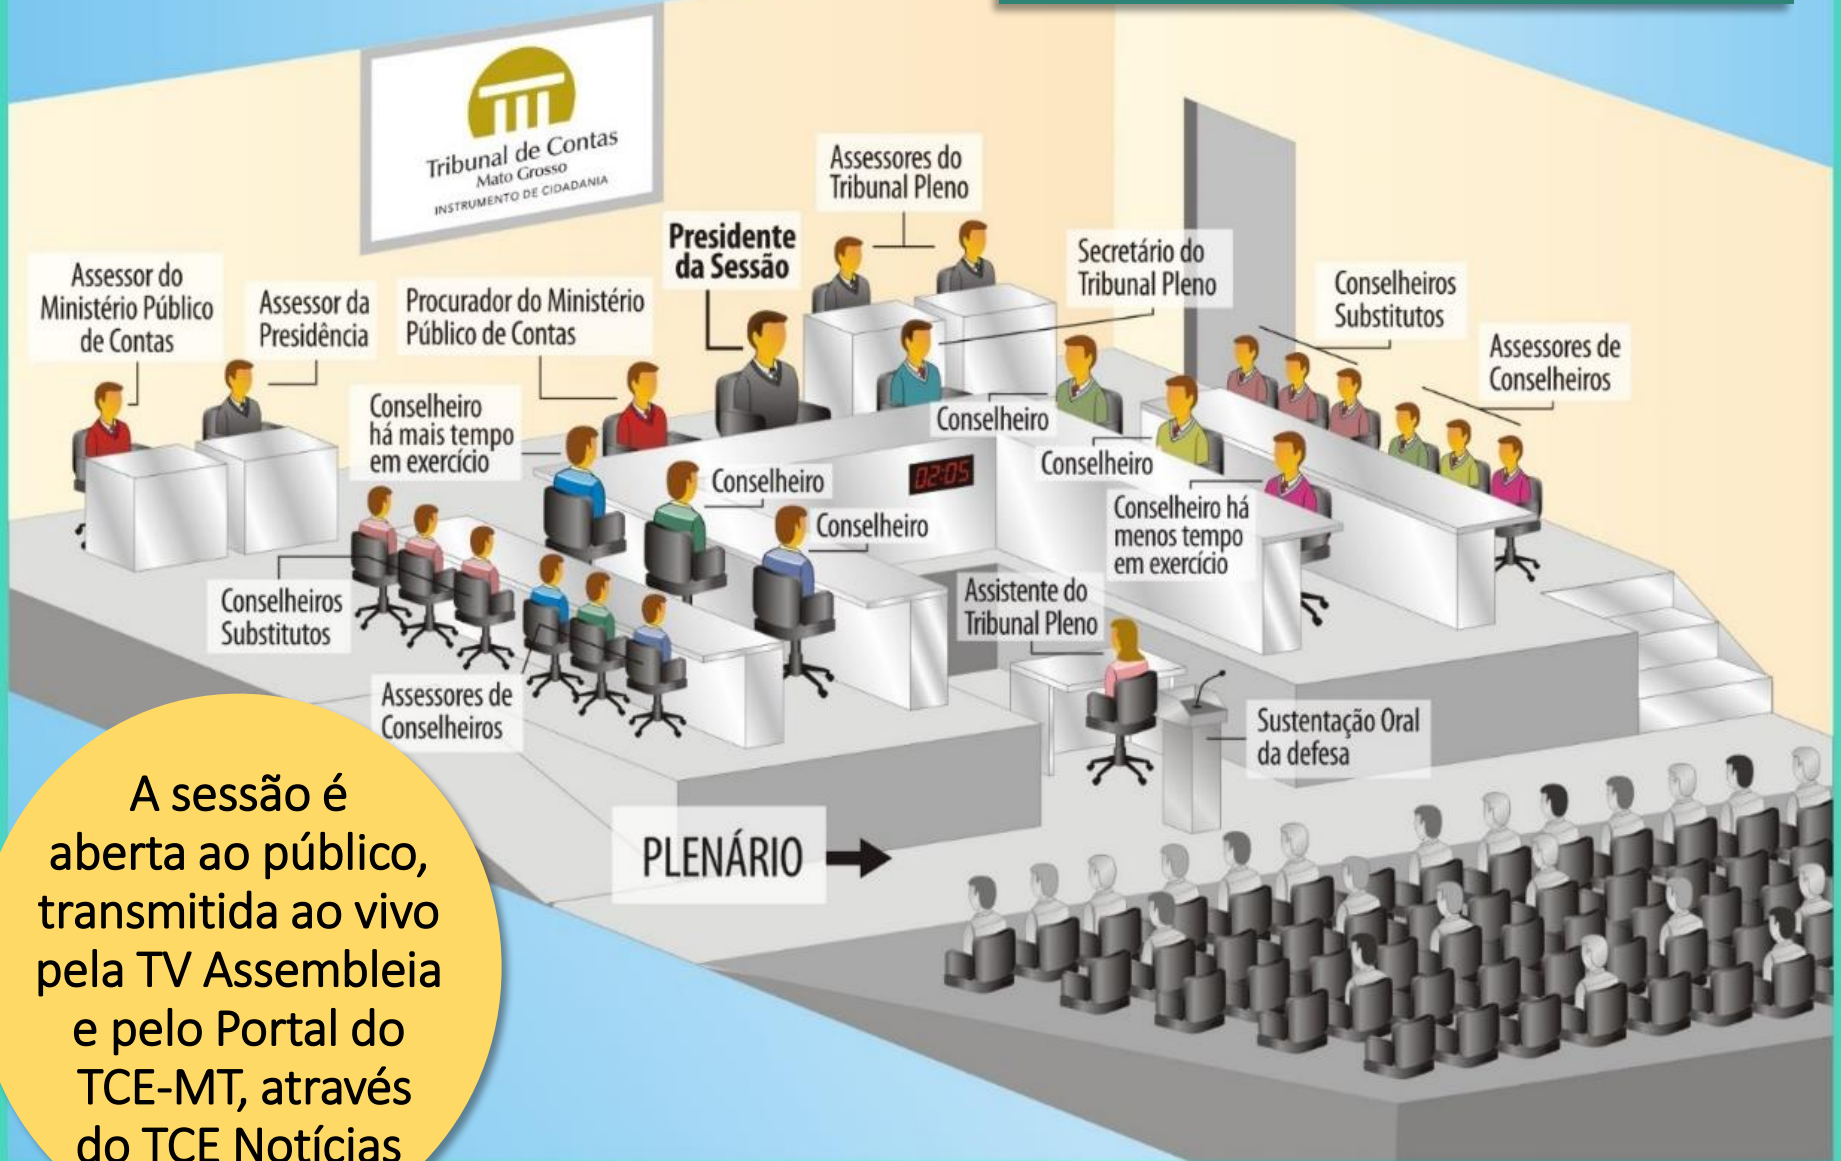 Tribunal de Contas
Mato Grosso
INSTRUMENTO DE CIDADANIA
Assessores do
Tribunal Pleno
Presidente
da Sessão
Secretário do
Tribunal Pleno
Conselheiros
Substitutos
Assessores de
Conselheiros
Assessor do
Ministério Público
de Contas
Assessor da
Presidência
Procurador do Ministério
Público de Contas
Conselheiro
há mais tempo
em exercício
Conselheiro
Conselheiro
Conselheiro
Conselheiro
02:05
Conselheiro há
menos tempo
em exercício
Conselheiros
Substitutos
Assistente do
Tribunal Pleno
Assessores de
Conselheiros
Sustentação Oral
da defesa
PLENÁRIO
A sessão é
aberta ao público,
transmitida ao vivo
pela TV Assembleia
e pelo Portal do
TCE-MT, através
do TCE Notícias